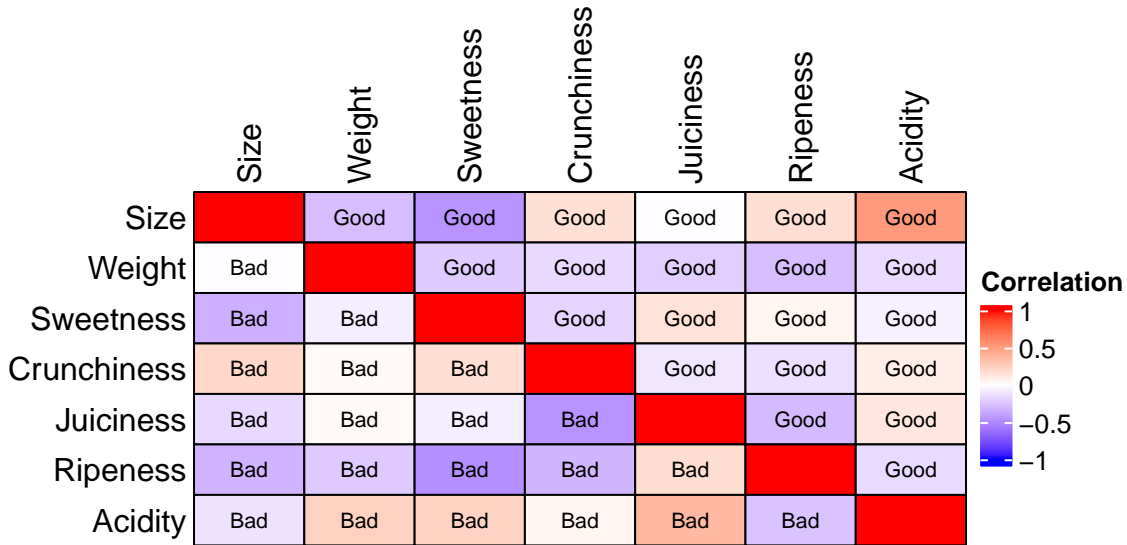 Size
Weight
Sweetness
Crunchiness
Juiciness
Ripeness
Acidity
Size Good Good Good Good Good Good
Weight Bad Good Good Good Good Good
Sweetness Bad Bad Good Good Good Good
Crunchiness Bad Bad Bad Good Good Good
Juiciness Bad Bad Bad Bad Good Good
Ripeness Bad Bad Bad Bad Bad Good
Acidity Bad Bad Bad Bad Bad Bad
Correlation
1
0.5
0
−0.5
−1